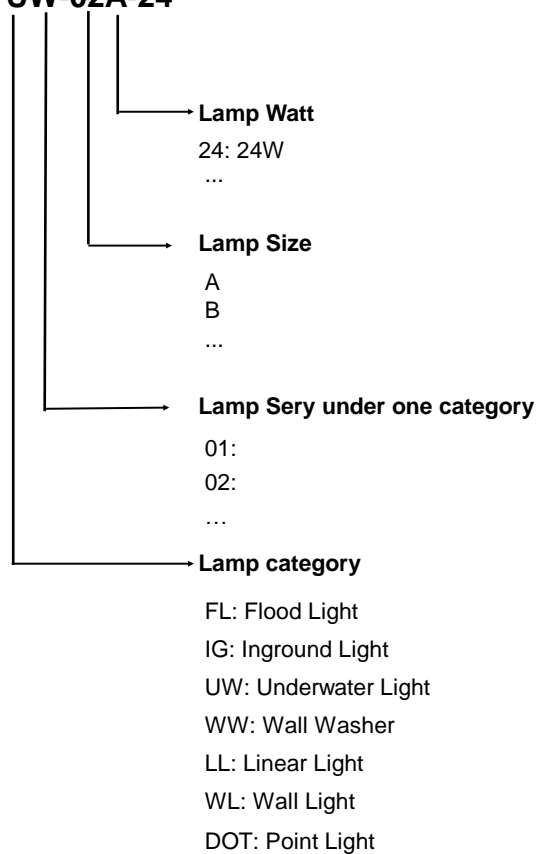 UW-02A-24
Lamp Watt
24: 24W
...
Lamp Size
A
B
...
Lamp Sery under one category
01:
02:
…
Lamp category
FL: Flood Light
IG: Inground Light
UW: Underwater Light
WW: Wall Washer
LL: Linear Light
WL: Wall Light
DOT: Point Light